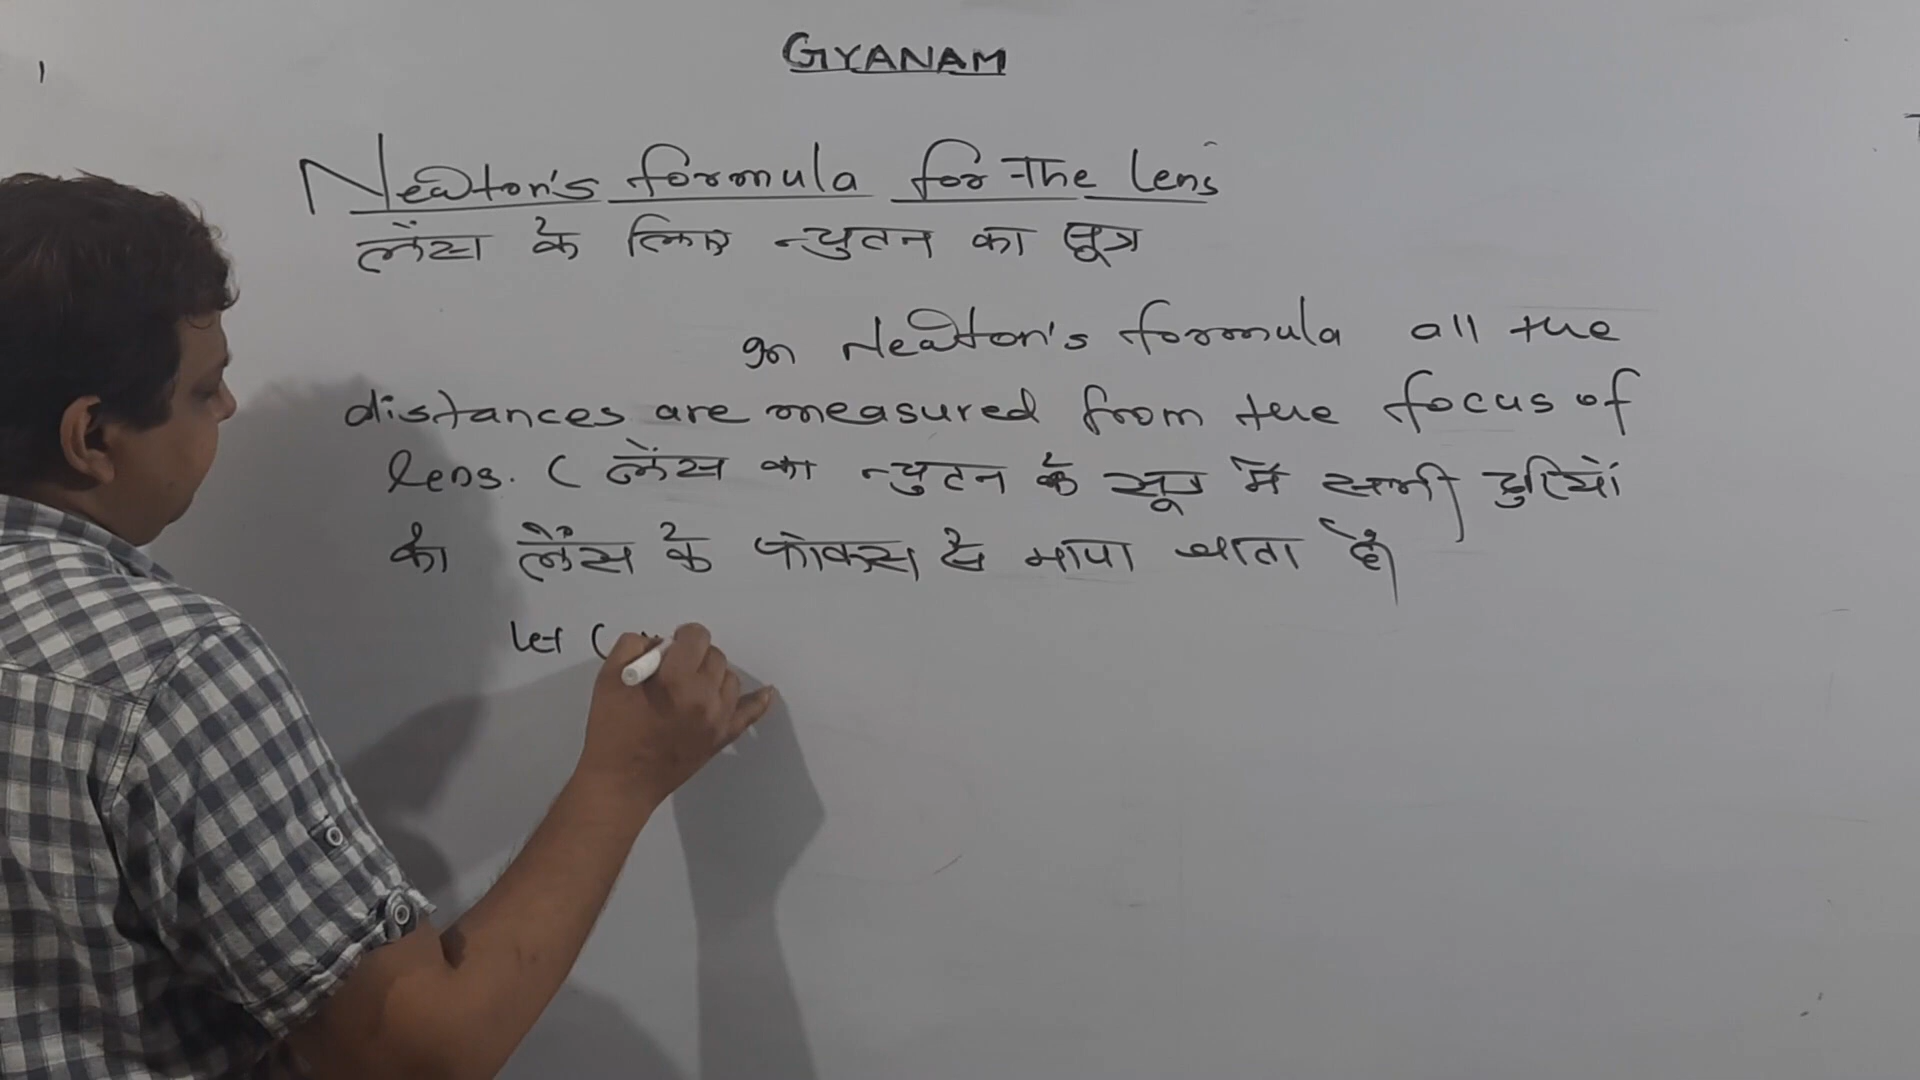 GYANAM
Newton's formula for The lens
लेंस के लिए न्युतन का सूत्र
In Newton's formula all the
distances are measured from the focus of
lens. ( लेंस का न्युटन के सूत्र में सभी दुरियों
को लेंस के फोकस से मापा जाता है।
let (